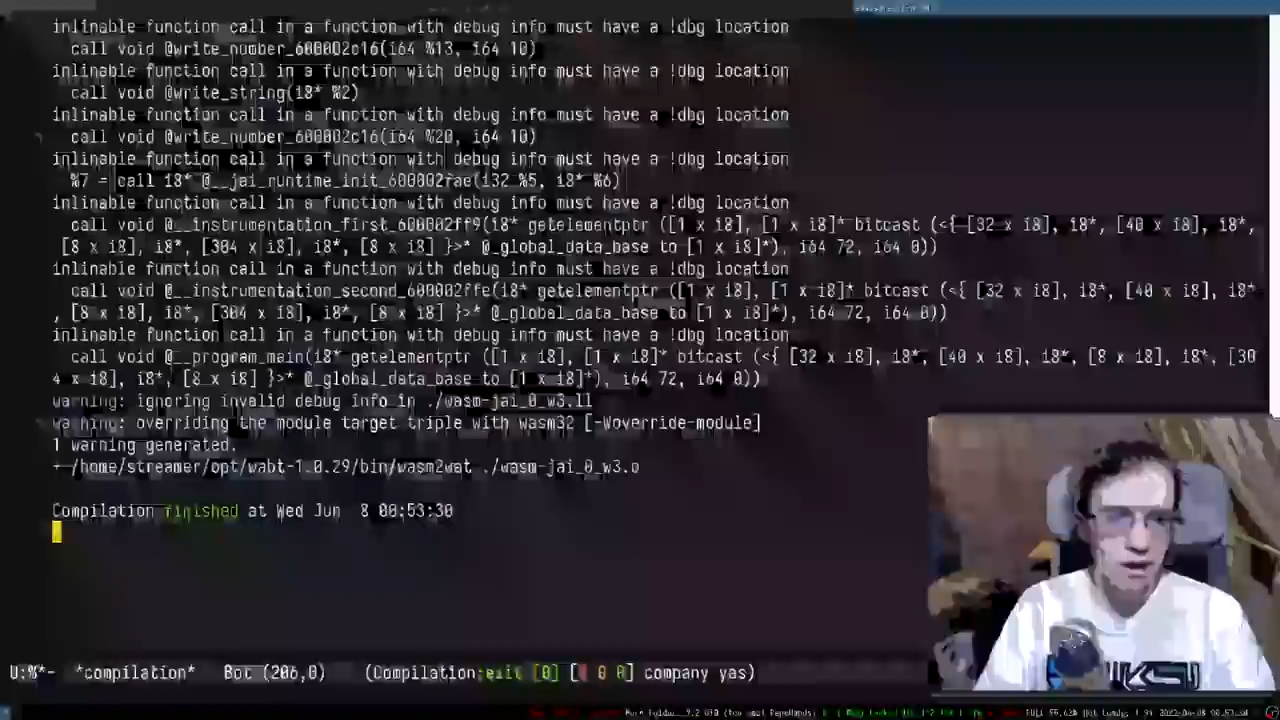 inlinable function call in a function with debug info must have a !dbg location
call void @write_number_600002c16(i64 %13, i64 10)
inlinable function call in a function with debug info must have a !dbg location
call void @write_string(i8* %2)
inlinable function call in a function with debug info must have a !dbg location
call void @write_number_600002c16(i64 %20, i64 10)
inlinable function call in a function with debug info must have a !dbg location
%7 = call i8* @__jai_runtime_init_600002fae(i32 %5, i8* %6)
inlinable function call in a function with debug info must have a !dbg location
call void @__instrumentation_first_600002ff9(i8* getelementptr ([1 x i8], [1 x i8]* bitcast (<{ [32 x i8], i8*, [40 x i8], i8*,
[8 x i8], i8*, [304 x i8], i8*, [8 x i8] }>* @_global_data_base to [1 x i8]*), i64 72, i64 0))
inlinable function call in a function with debug info must have a !dbg location
call void @__instrumentation_second_600002ffe(i8* getelementptr ([1 x i8], [1 x i8]* bitcast (<{ [32 x i8], i8*, [40 x i8], i8*
, [8 x i8], i8*, [304 x i8], i8*, [8 x i8] }>* @_global_data_base to [1 x i8]*), i64 72, i64 0))
inlinable function call in a function with debug info must have a !dbg location
call void @__program_main(i8* getelementptr ([1 x i8], [1 x i8]* bitcast (<{ [32 x i8], i8*, [40 x i8], i8*, [8 x i8], i8*, [30
4 x i8], i8*, [8 x i8] }>* @_global_data_base to [1 x i8]*), i64 72, i64 0))
warning: ignoring invalid debug info in ./wasm-jai_0_w3.ll
warning: overriding the module target triple with wasm32 [-Woverride-module]
1 warning generated.
+ /home/streamer/opt/wabt-1.0.29/bin/wasm2wat ./wasm-jai_0_w3.o
Compilation finished at Wed Jun 8 00:53:30
U:%*- *compilation* Bot (206,0) (Compilation:exit [0] [ 0 0] company yas)